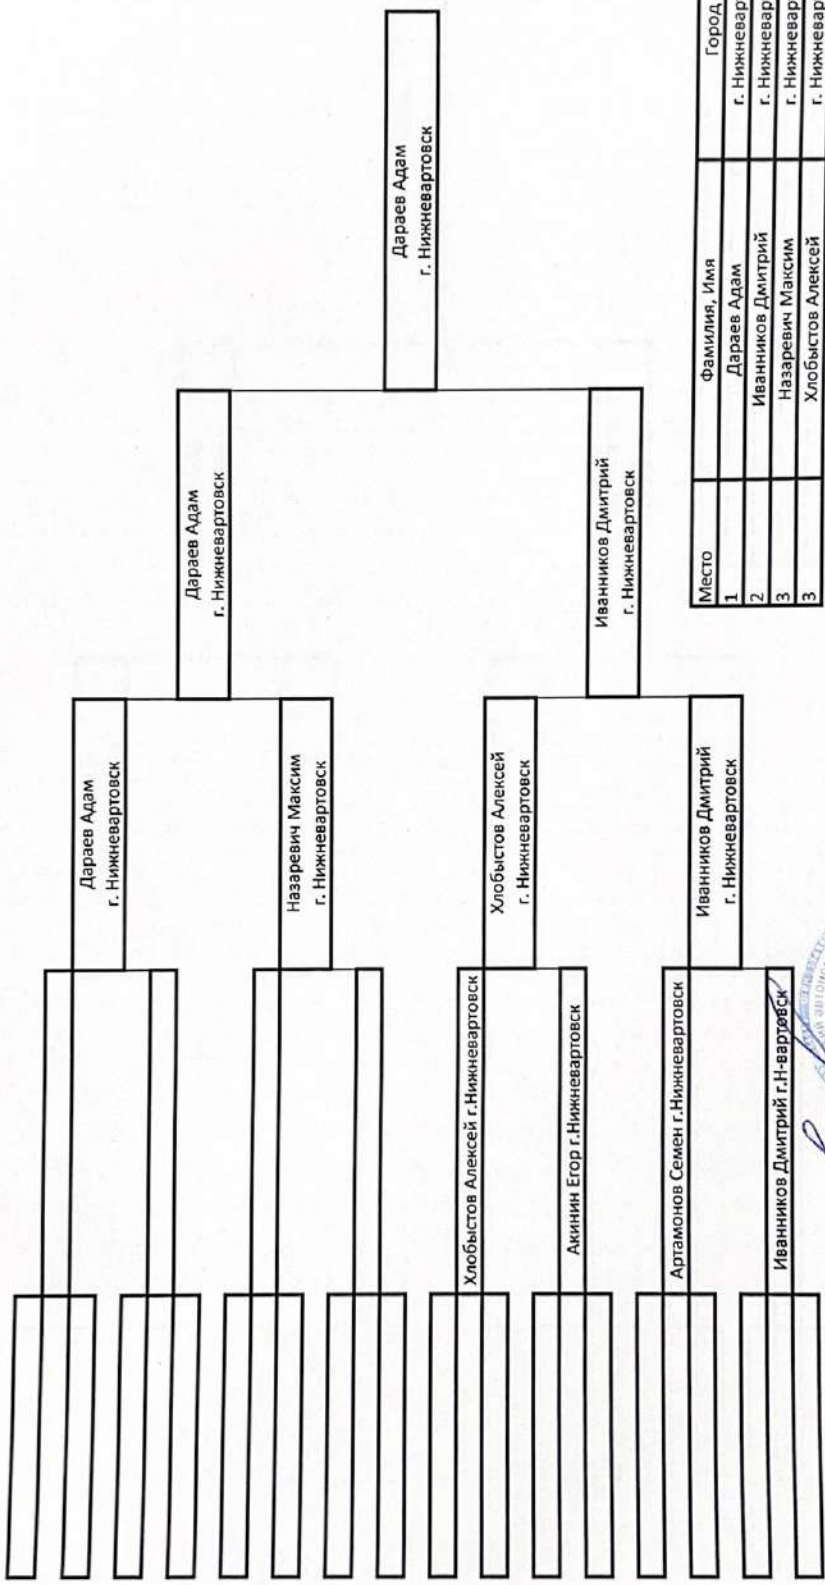 Хлобыстов Алексей г.Нижневартовск
Акинин Егор г.Нижневартовск
Артамонов Семен г.Нижневартовск
Иванников Дмитрий г.Н-вартовск
Дараев Адам
г. Нижневартовск
Назаревич Максим
г. Нижневартовск
Хлобыстов Алексей
г. Нижневартовск
Иванников Дмитрий
г. Нижневартовск
Дараев Адам
г. Нижневартовск
Иванников Дмитрий
г. Нижневартовск
Дараев Адам
г. Нижневартовск
Место Фамилия, Имя Город
1 Дараев Адам г. Нижневар
2 Иванников Дмитрий г. Нижневар
3 Назаревич Максим г. Нижневар
3 Хлобыстов Алексей г. Нижневар